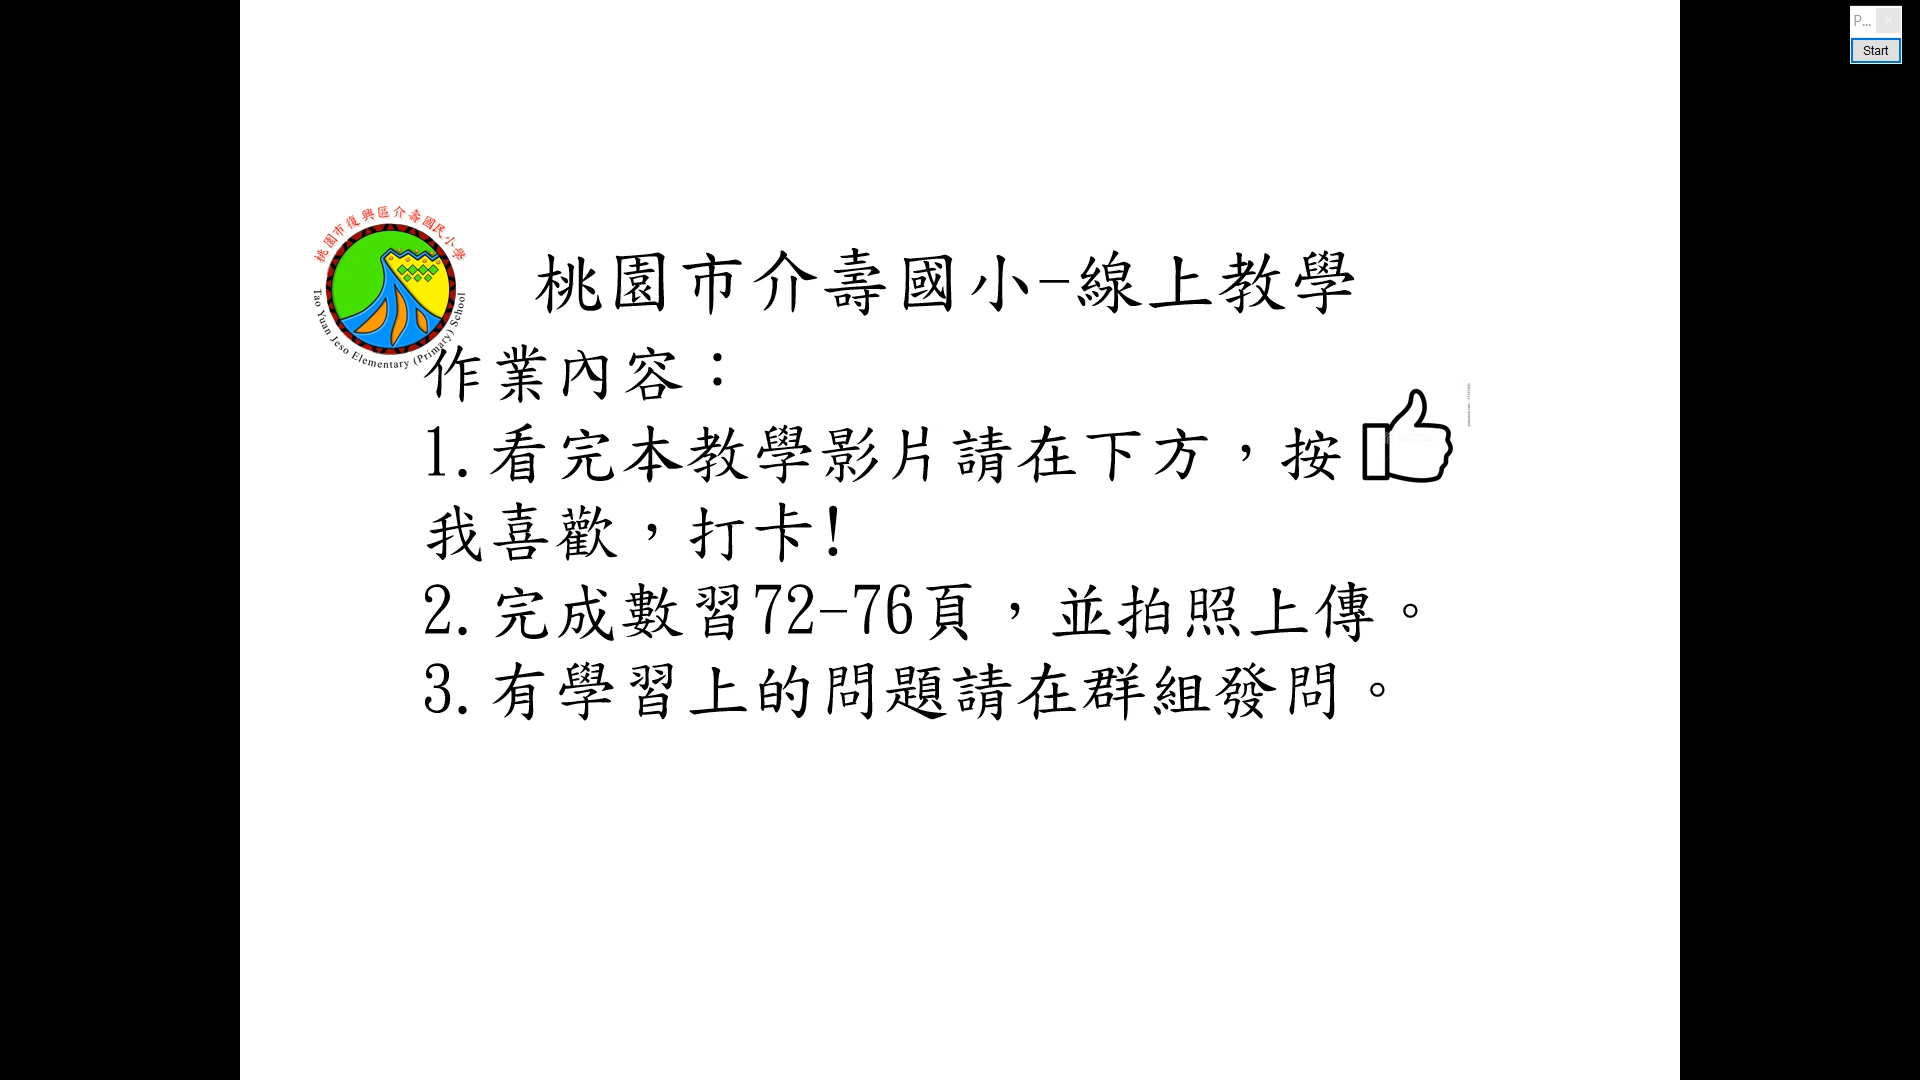 P...
Start
桃園市復興區介壽國民小學
Tao Yuan Jeso Elementary (Primary) School
桃園市介壽國小-線上教學
作業內容：
1.看完本教學影片請在下方，按
我喜歡，打卡!
2.完成數習72-76頁，並拍照上傳。
3.有學習上的問題請在群組發問。